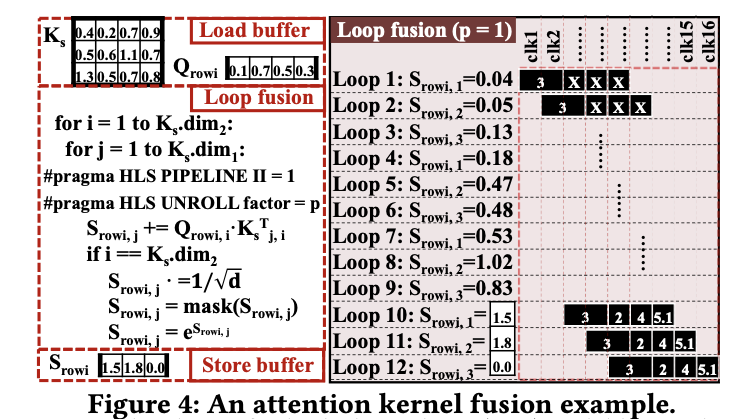 Ks
0.4 0.2 0.7 0.9
0.5 0.6 1.1 0.7
1.3 0.5 0.7 0.8
Load buffer
Qrowi 0.1 0.7 0.5 0.3
Loop fusion
for i = 1 to Ks.dim2:
for j = 1 to Ks.dim1:
#pragma HLS PIPELINE II = 1
#pragma HLS UNROLL factor = p
Srowi, j += Qrowi, i·KsTj, i
if i == Ks.dim2
Srowi, j · =1/√d
Srowi, j = mask(Srowi, j)
Srowi, j = eSrowi, j
Srowi 1.5 1.8 0.0
Store buffer
Loop fusion (p = 1) clk1 clk2 ...... ...... ...... ...... ...... clk15 clk16
Loop 1: Srowi, 1=0.04 3 X X X
Loop 2: Srowi, 2=0.05 3 X X X
Loop 3: Srowi, 3=0.13
Loop 4: Srowi, 1=0.18
Loop 5: Srowi, 2=0.47
Loop 6: Srowi, 3=0.48
Loop 7: Srowi, 1=0.53
Loop 8: Srowi, 2=1.02
Loop 9: Srowi, 3=0.83
Loop 10: Srowi, 1= 1.5 3 2 4 5.1
Loop 11: Srowi, 2= 1.8 3 2 4 5.1
Loop 12: Srowi, 3= 0.0 3 2 4 5.1
Figure 4: An attention kernel fusion example.